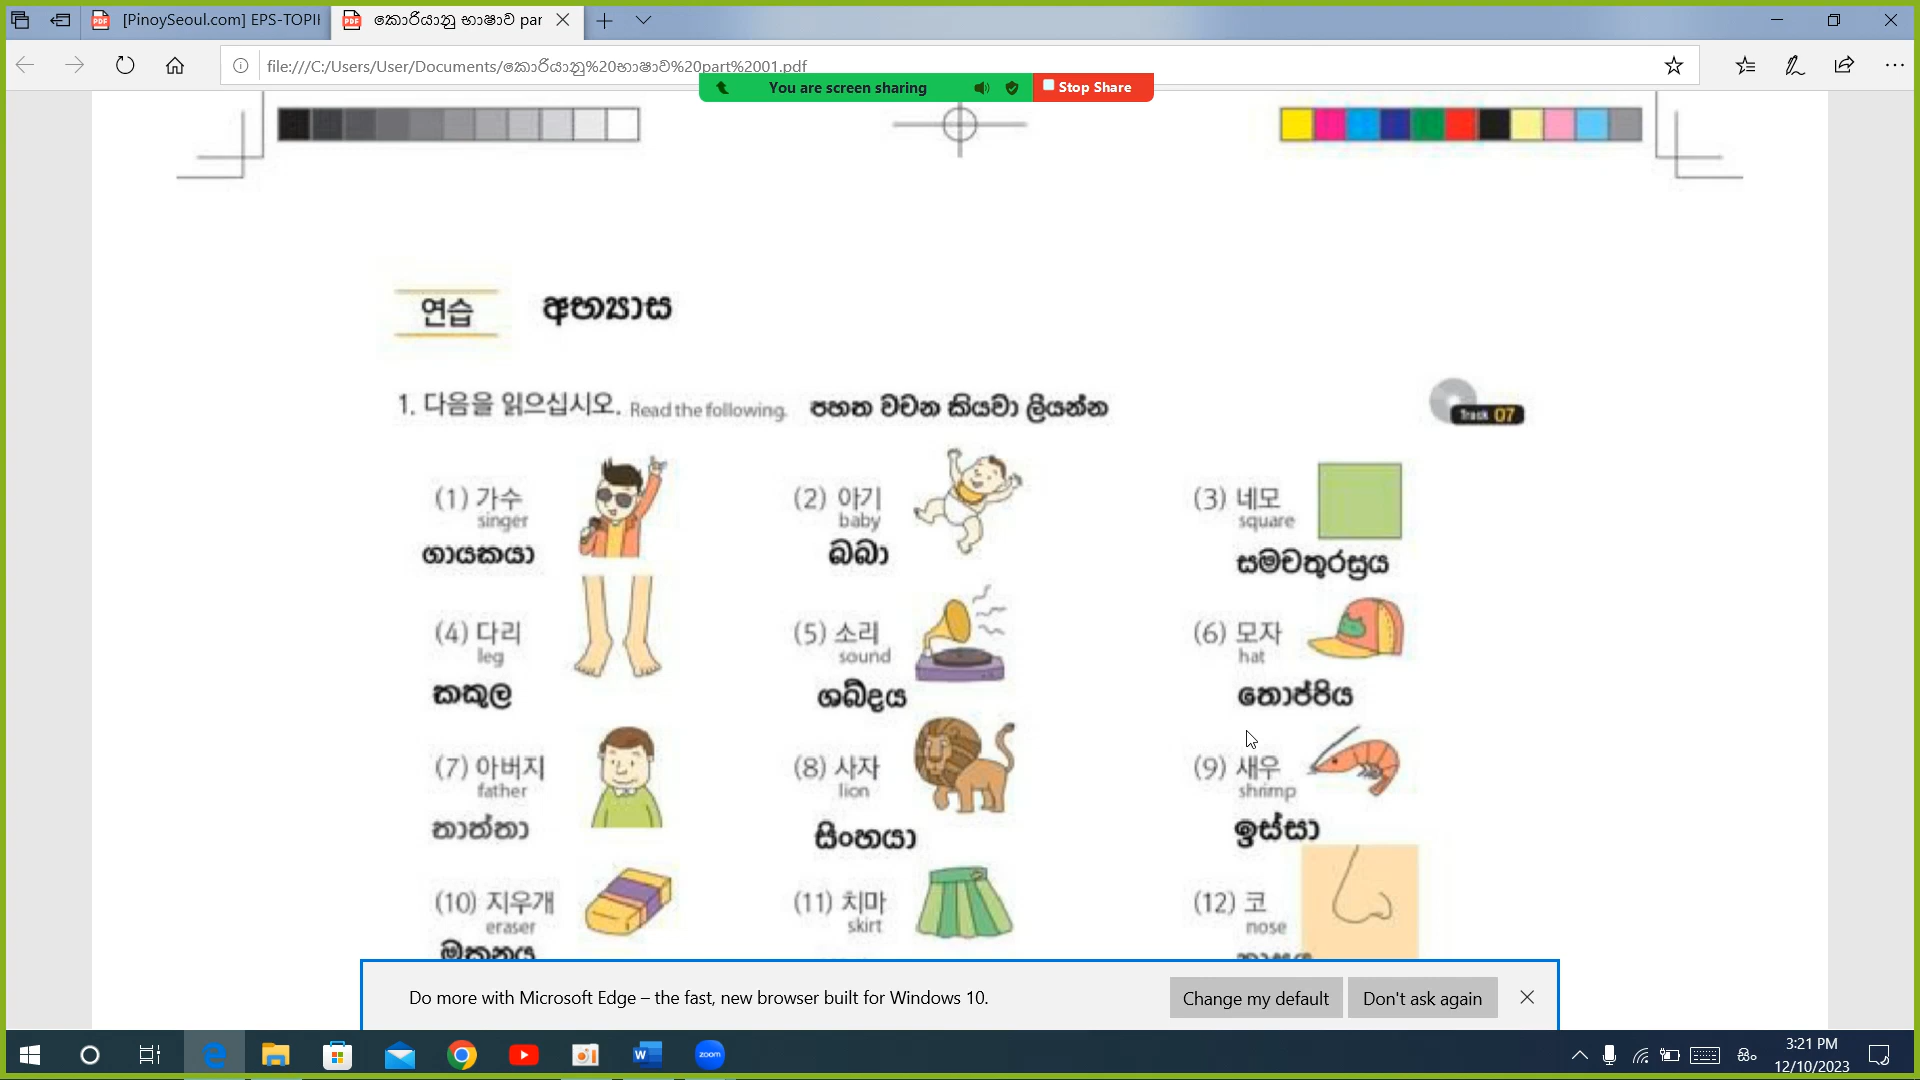 [PinoySeoul.com] EPS-TOPIK
කොරියානු භාෂාව par
file:///C:/Users/User/Documents/කොරියානු%20භාෂාව%20part%2001.pdf
You are screen sharing
Stop Share
연습 අභ්‍යාස
1. 다음을 읽으십시오. Read the following. පහත වචන කියවා ලියන්න
Track 07
(1) 가수 (2) 아기 (3) 네모
singer baby square
ගායකයා බබා සමචතුරස්‍රය
(4) 다리 (5) 소리 (6) 모자
leg sound hat
කකුල ශබ්දය තොප්පිය
(7) 아버지 (8) 사자 (9) 새우
father lion shrimp
තාත්තා සිංහයා ඉස්සා
(10) 지우개 (11) 치마 (12) 코
eraser skirt nose
මකනය නාසය
Do more with Microsoft Edge – the fast, new browser built for Windows 10.
Change my default
Don't ask again
zoom
සිං
3:21 PM
12/10/2023